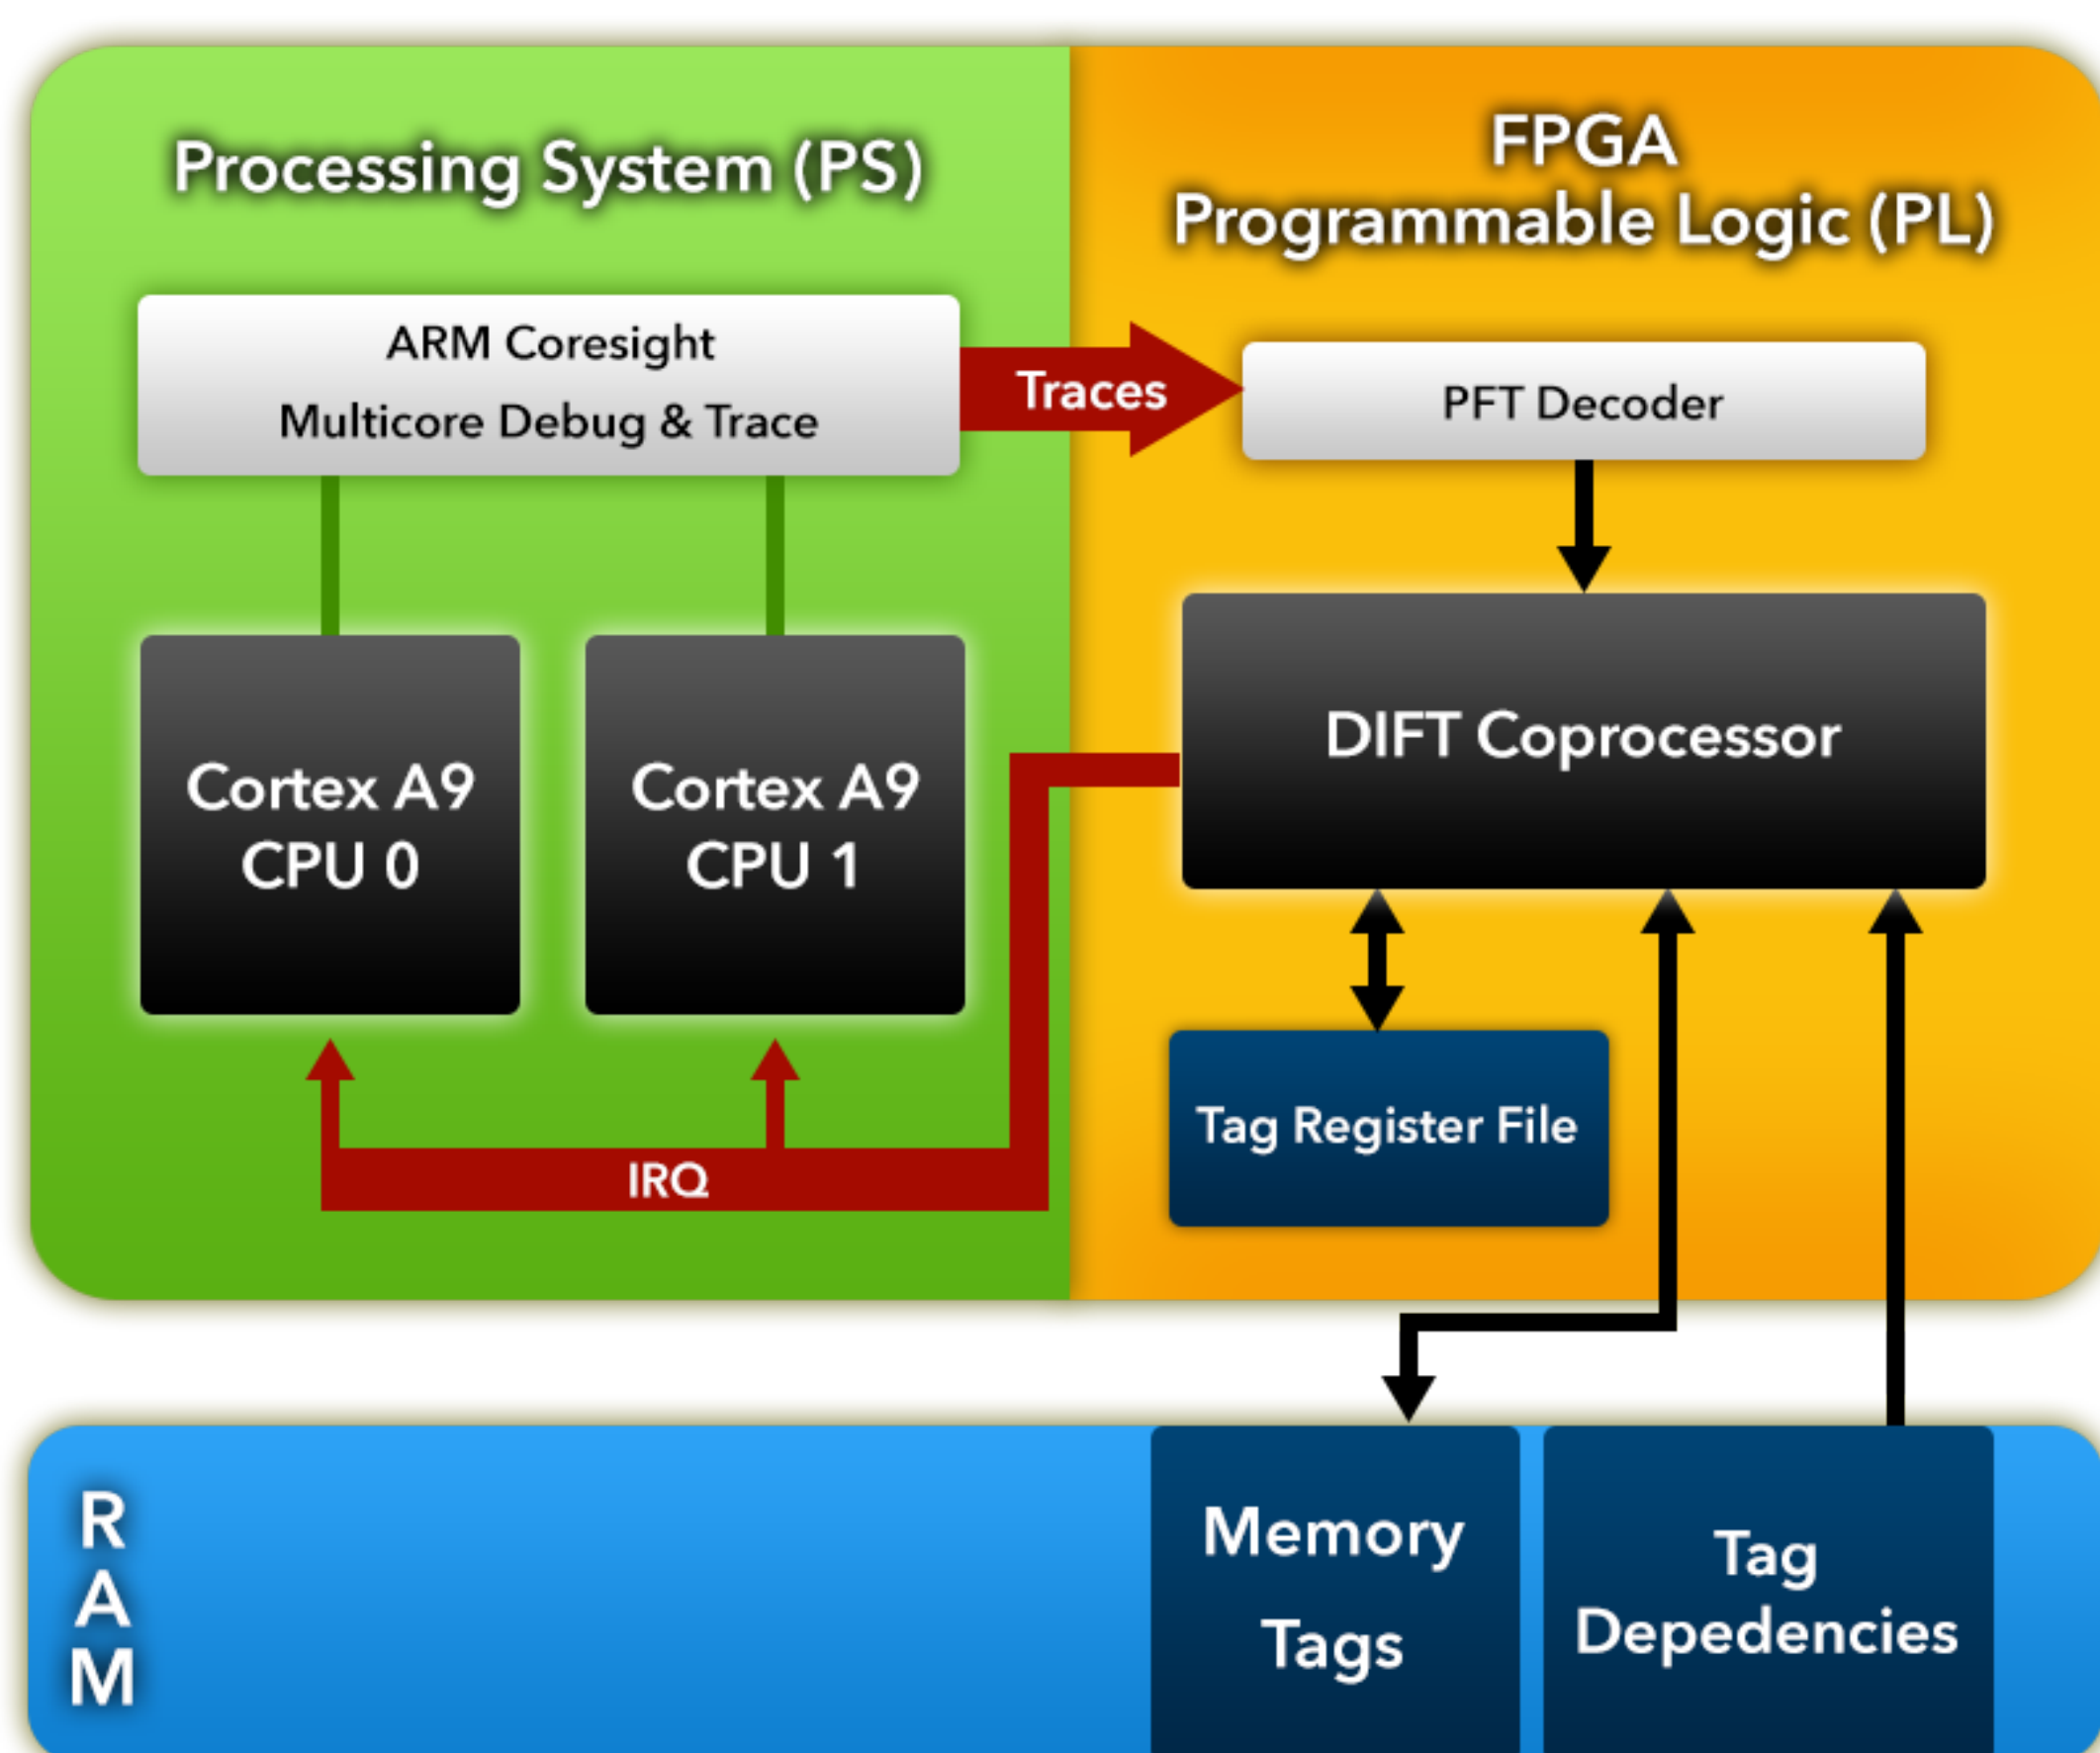 Processing System (PS)
FPGA
Programmable Logic (PL)
ARM Coresight
Multicore Debug & Trace
Traces
PFT Decoder
Cortex A9
CPU 0
Cortex A9
CPU 1
DIFT Coprocessor
Tag Register File
IRQ
RAM
Memory
Tags
Tag
Depedencies